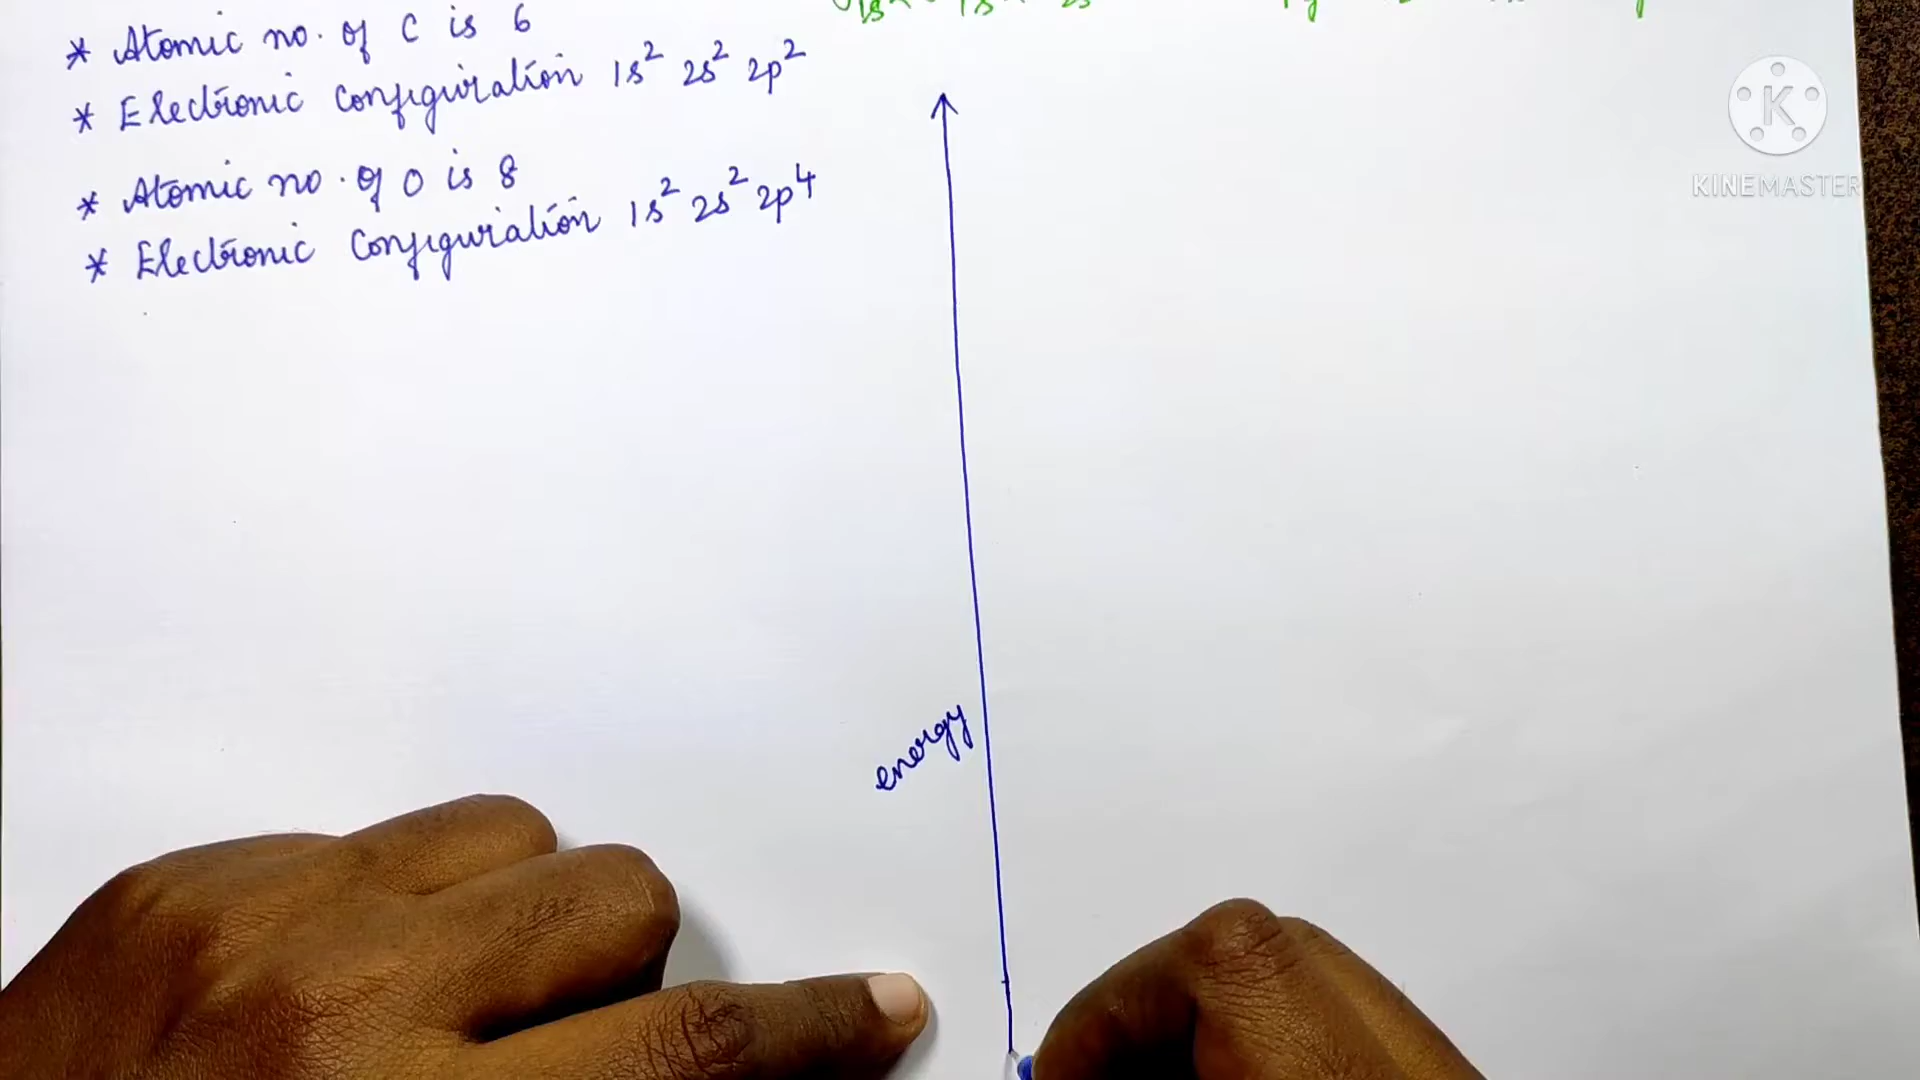 * Atomic no. of C is 6
* Electronic Configuration 1s² 2s² 2p²
* Atomic no. of O is 8
* Electronic Configuration 1s² 2s² 2p⁴
energy
K
KINEMASTER